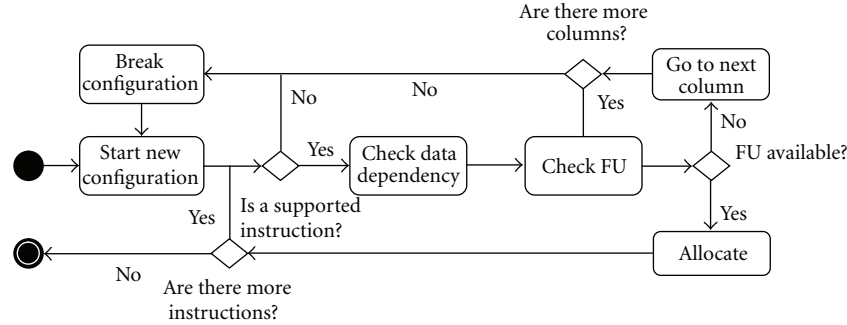 Are there more
columns?
Break
configuration
Go to next
column
No
No
Yes
No
Start new
configuration
Yes
Check data
dependency
Check FU
FU available?
Yes
Is a supported
instruction?
Yes
Allocate
No
Are there more
instructions?